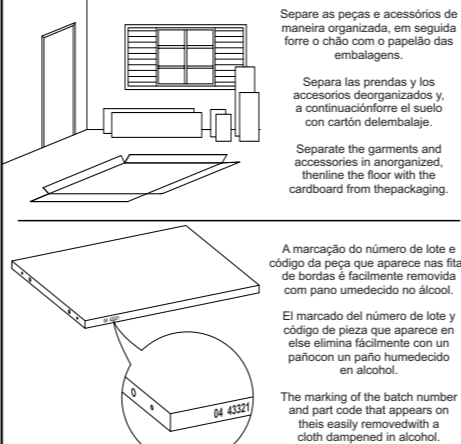 Separe as peças e acessórios de
maneira organizada, em seguida
forre o chão com o papelão das
embalagens.
Separa las prendas y los
accesorios deorganizados y,
a continuaciónforre el suelo
con cartón delembalaje.
Separate the garments and
accessories in anorganized,
thenline the floor with the
cardboard from thepackaging.
A marcação do número de lote e
código da peça que aparece nas fita
de bordas é facilmente removida
com pano umedecido no álcool.
El marcado del número de lote y
código de pieza que aparece en
else elimina fácilmente con un
pañocon un paño humedecido
en alcohol.
The marking of the batch number
and part code that appears on
theis easily removedwith a
cloth dampened in alcohol.
04 43321
04 43321